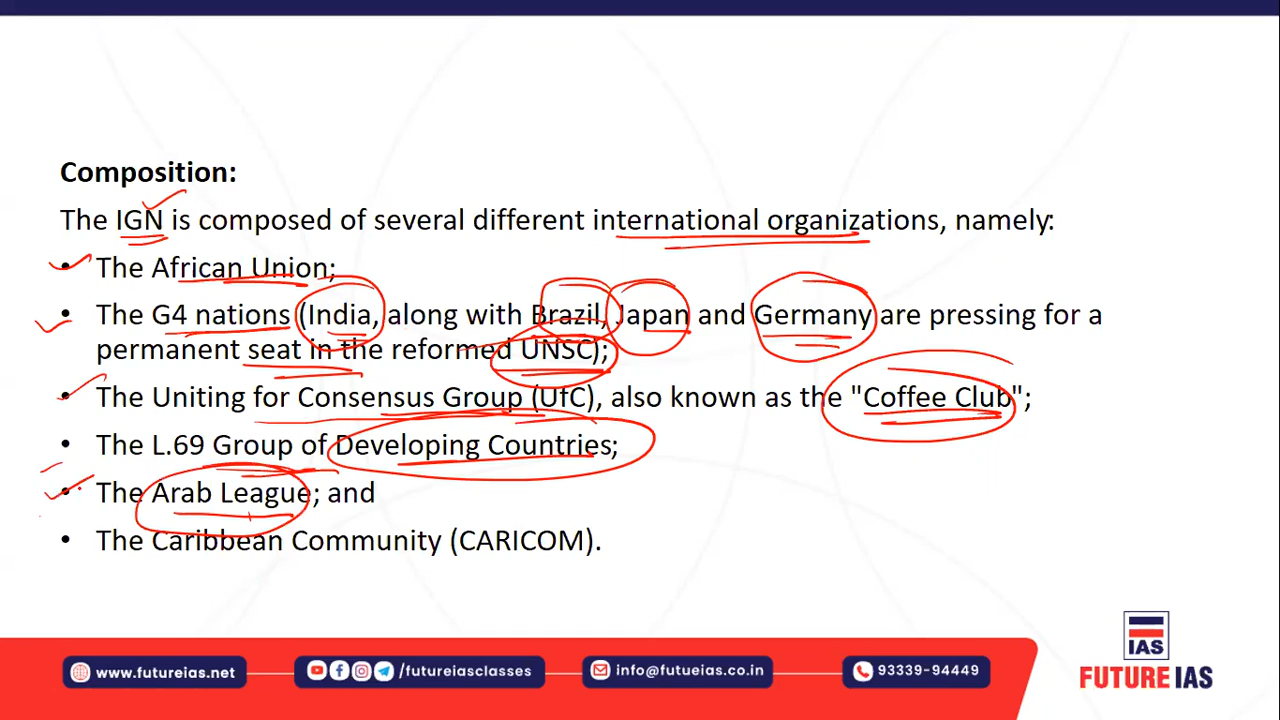 Composition:
The IGN is composed of several different international organizations, namely:
• The African Union;
• The G4 nations (India, along with Brazil, Japan and Germany are pressing for a
permanent seat in the reformed UNSC);
• The Uniting for Consensus Group (UfC), also known as the "Coffee Club";
• The L.69 Group of Developing Countries;
• The Arab League; and
• The Caribbean Community (CARICOM).
www.futureias.net
/futureiasclasses
info@futueias.co.in
93339-94449
IAS
FUTURE IAS